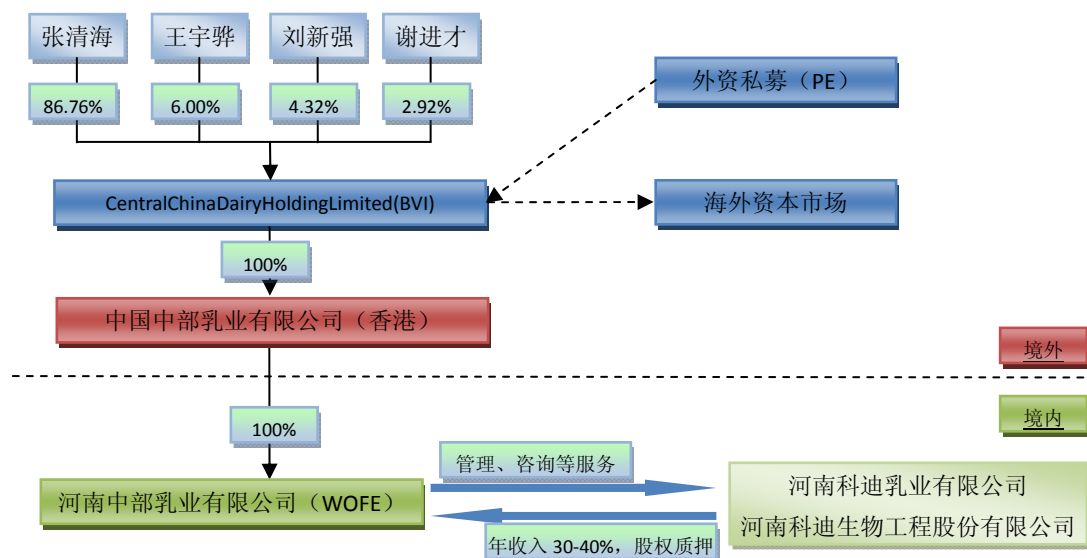 张清海
王宇骅
刘新强
谢进才
86.76%
6.00%
4.32%
2.92%
外资私募（PE）
CentralChinaDairyHoldingLimited(BVI)
海外资本市场
100%
中国中部乳业有限公司（香港）
境外
境内
100%
管理、咨询等服务
河南中部乳业有限公司（WOFE）
河南科迪乳业有限公司
河南科迪生物工程股份有限公司
年收入 30-40%，股权质押